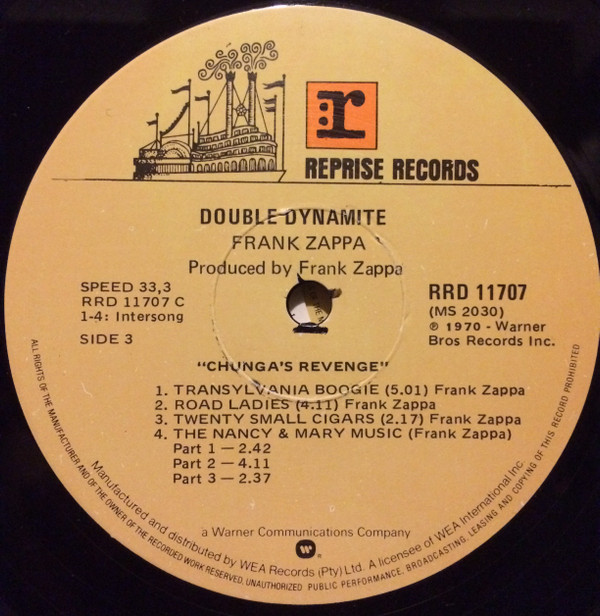 r
REPRISE RECORDS
DOUBLE DYNAMITE
FRANK ZAPPA
Produced by Frank Zappa
SPEED 33,3
RRD 11707 C
1-4: Intersong
SIDE 3
RRD 11707
(MS 2030)
℗ 1970 - Warner
Bros Records Inc.
"CHUNGA'S REVENGE"
1. TRANSYLVANIA BOOGIE (5.01) Frank Zappa
2. ROAD LADIES (4.11) Frank Zappa
3. TWENTY SMALL CIGARS (2.17) Frank Zappa
4. THE NANCY & MARY MUSIC (Frank Zappa)
Part 1 — 2.42
Part 2 — 4.11
Part 3 — 2.37
a Warner Communications Company
W
Manufactured and distributed by WEA Records (Pty) Ltd. A licensee of WEA International Inc.
ALL RIGHTS OF THE MANUFACTURER AND OF THE OWNER OF THE RECORDED WORK RESERVED. UNAUTHORIZED PUBLIC PERFORMANCE, BROADCASTING, LEASING AND COPYING OF THIS RECORD PROHIBITED